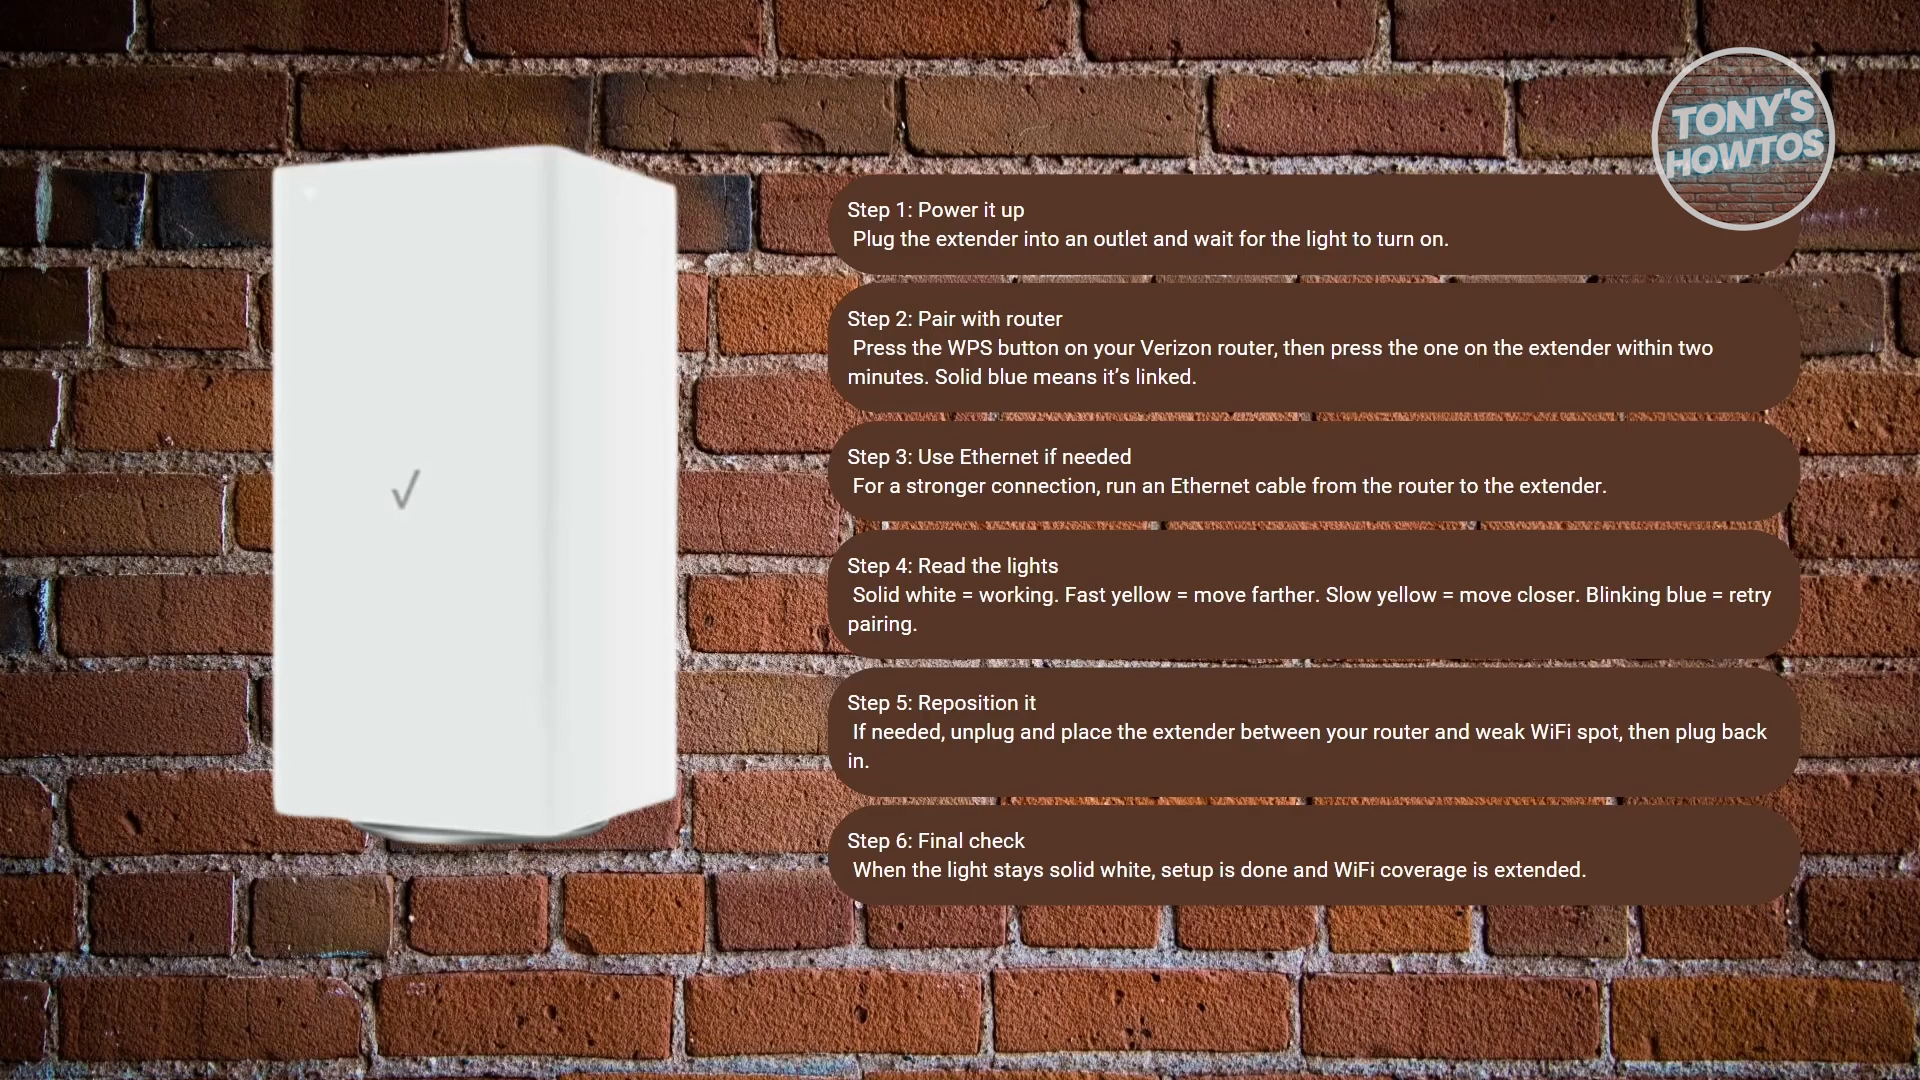 TONY'S
HOWTOS
Step 1: Power it up
Plug the extender into an outlet and wait for the light to turn on.
Step 2: Pair with router
Press the WPS button on your Verizon router, then press the one on the extender within two
minutes. Solid blue means it’s linked.
Step 3: Use Ethernet if needed
For a stronger connection, run an Ethernet cable from the router to the extender.
Step 4: Read the lights
Solid white = working. Fast yellow = move farther. Slow yellow = move closer. Blinking blue = retry
pairing.
Step 5: Reposition it
If needed, unplug and place the extender between your router and weak WiFi spot, then plug back
in.
Step 6: Final check
When the light stays solid white, setup is done and WiFi coverage is extended.